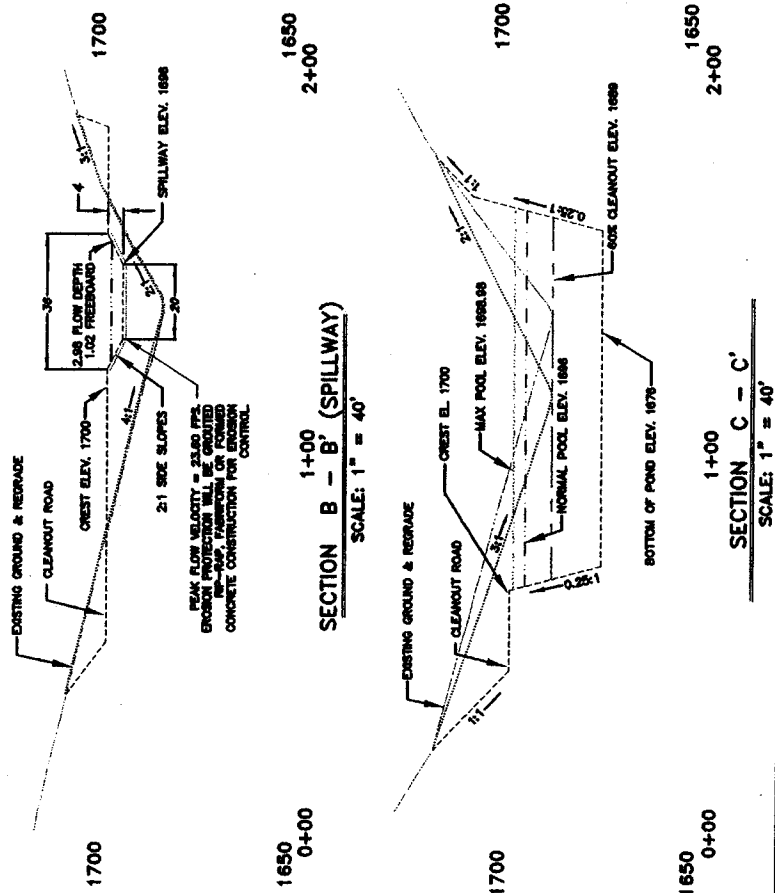 EXISTING GROUND & REGRADE
CLEANOUT ROAD
CREST ELEV. 1700
36
2.98 FLOW DEPTH
1.02 FREEBOARD
4
3:1
1700
1700
4:1
2:1
20
SPILLWAY ELEV. 1696
2:1 SIDE SLOPES
PEAK FLOW VELOCITY = 23.60 FPS.
EROSION PROTECTION WILL BE GROUTED
RIP-RAP, FABRIFORM OR FORMED
CONCRETE CONSTRUCTION FOR EROSION
CONTROL.
1650
1650
0+00
1+00
2+00
SECTION B - B' (SPILLWAY)
SCALE: 1" = 40'
EXISTING GROUND & REGRADE
CLEANOUT ROAD
CREST EL. 1700
MAX POOL ELEV. 1698.98
1:1
3:1
2:1
1:1
1700
1700
NORMAL POOL ELEV. 1696
0.25:1
0.25:1
60% CLEANOUT ELEV. 1689
BOTTOM OF POND ELEV. 1676
1650
1650
0+00
1+00
2+00
SECTION C - C'
SCALE: 1" = 40'